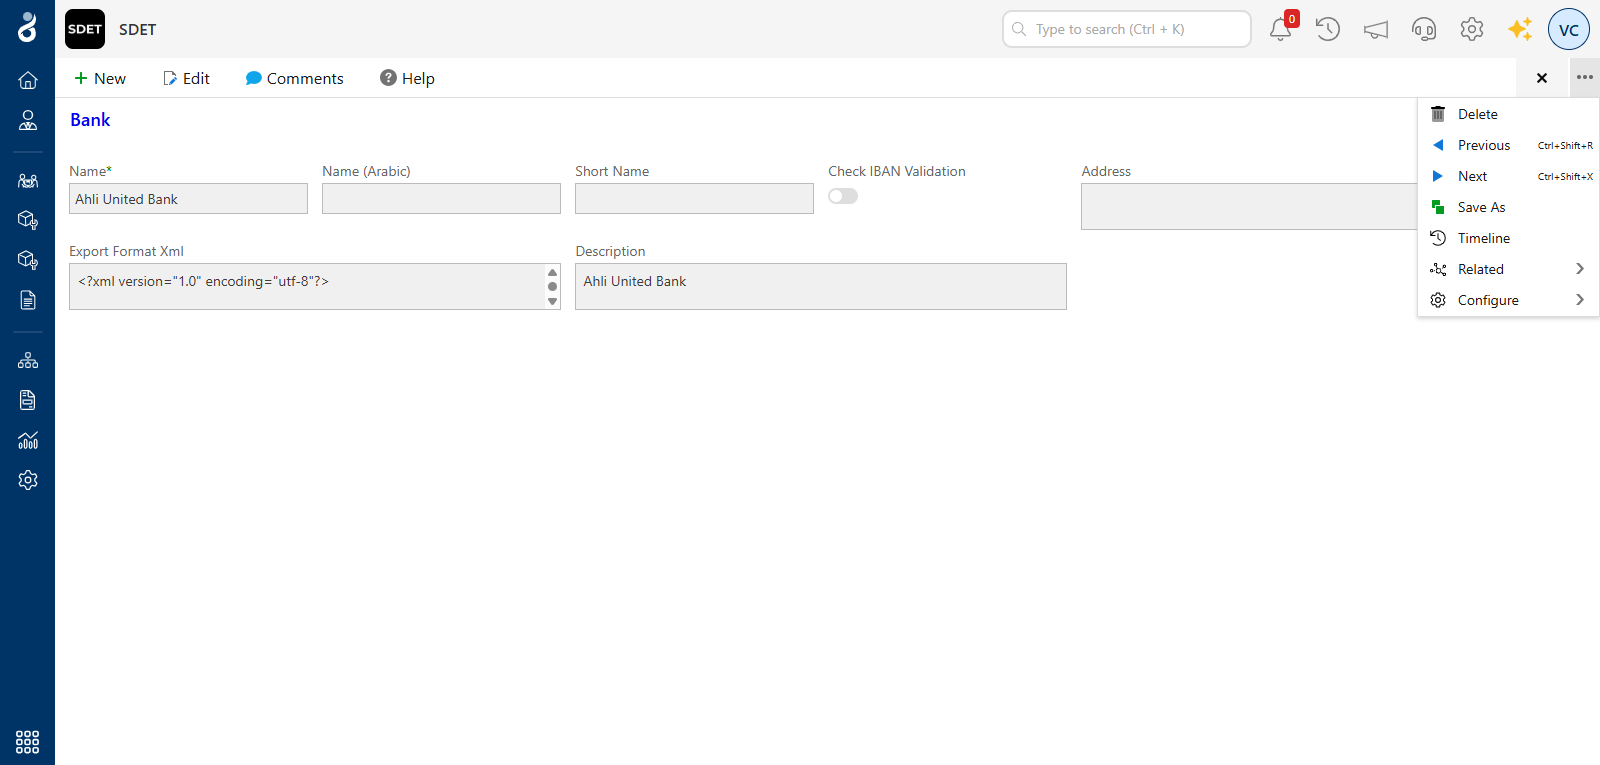 SDET SDET Type to search (Ctrl + K) 0 VC
New Edit Comments ? Help ×
Bank
Delete
Previous Ctrl+Shift+R
Next Ctrl+Shift+X
Save As
Timeline
Related
Configure
Name* Name (Arabic) Short Name Check IBAN Validation Address
Ahli United Bank
Export Format Xml Description
<?xml version="1.0" encoding="utf-8"?> Ahli United Bank